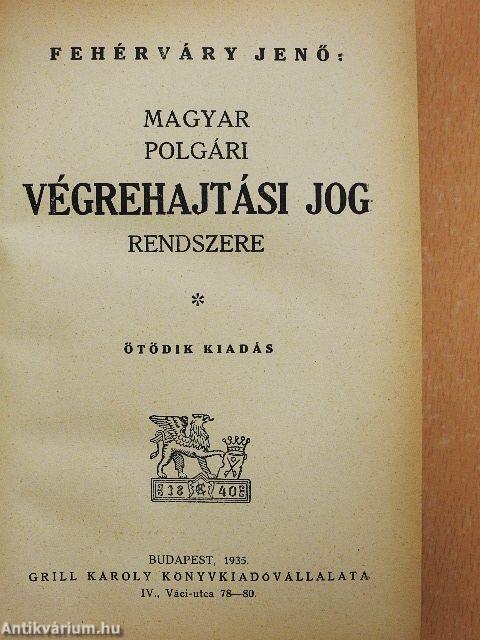 FEHÉRVÁRY JENŐ:
MAGYAR
POLGÁRI
VÉGREHAJTÁSI JOG
RENDSZERE
*
ÖTÖDIK KIADÁS
18 40
BUDAPEST, 1935.
GRILL KÁROLY KÖNYVKIADÓVÁLLALATA
IV., Váci-utca 78—80.
Antikvárium.hu